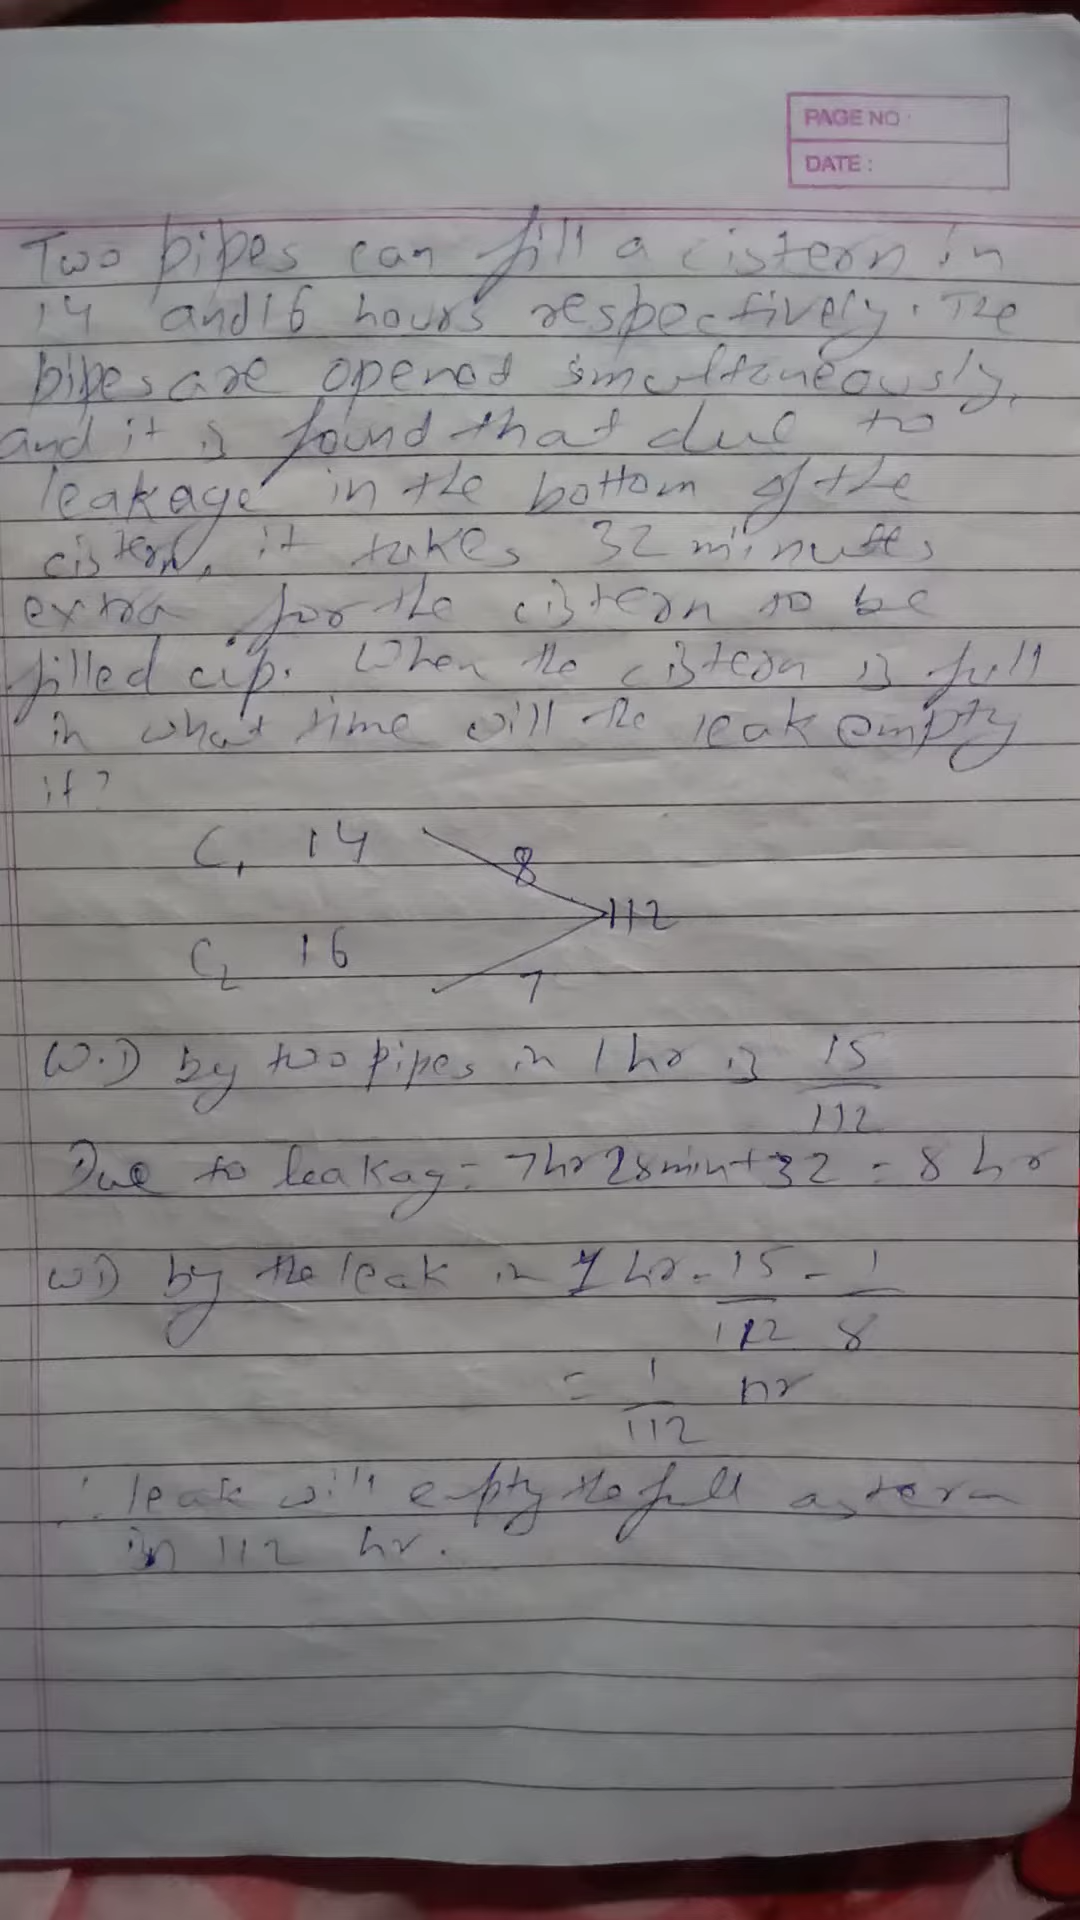 PAGE NO :
DATE :
Two pipes can fill a cistern in
14 and 16 hours respectively. The
pipes are opened simultaneously,
and it is found that due to
leakage in the bottom of the
cistern, it takes 32 minutes
extra for the cistern to be
filled up. When the cistern is full
in what time will the leak empty
it?
C1 14
8
112
C2 16
7
W.D by two pipes in 1 hr is 15/112
Due to leakag = 7hr 28min+32 = 8 hr
WD by the leak in 1 hr = 15/112 - 1/8
= 1/112 hr
∴ leak will empty the full cistern
in 112 hr.